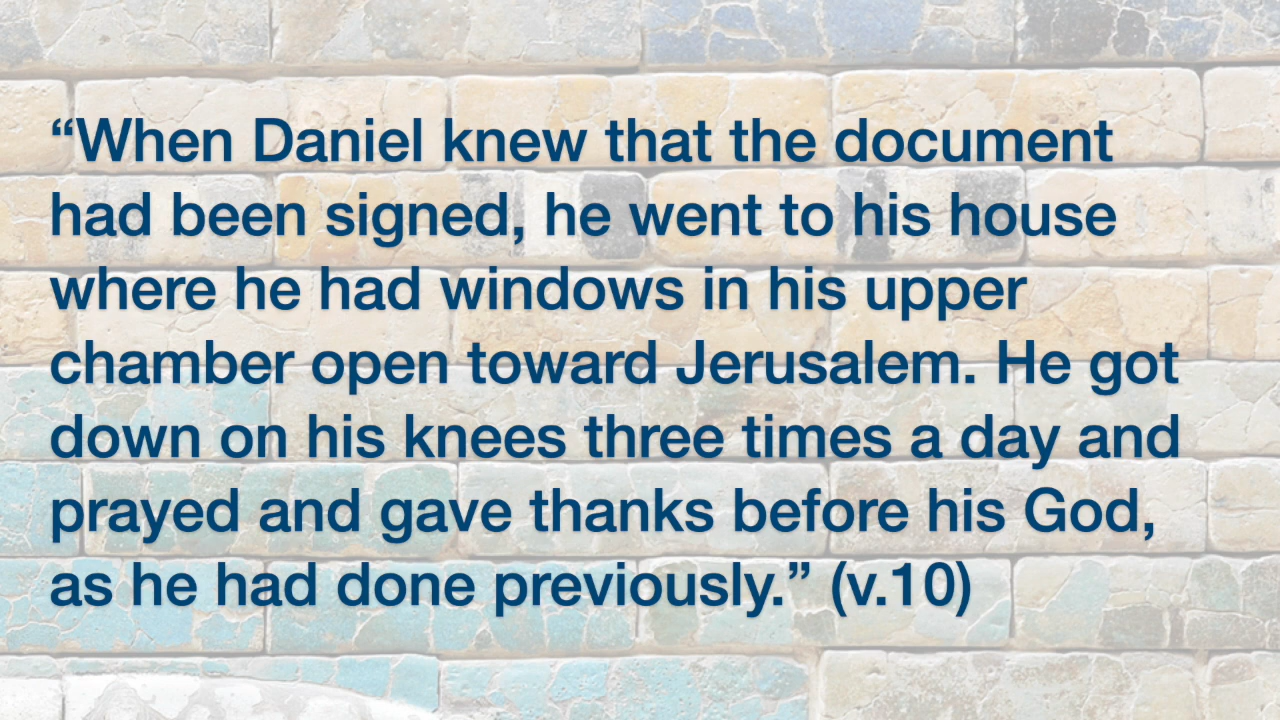 “When Daniel knew that the document
had been signed, he went to his house
where he had windows in his upper
chamber open toward Jerusalem. He got
down on his knees three times a day and
prayed and gave thanks before his God,
as he had done previously.” (v.10)